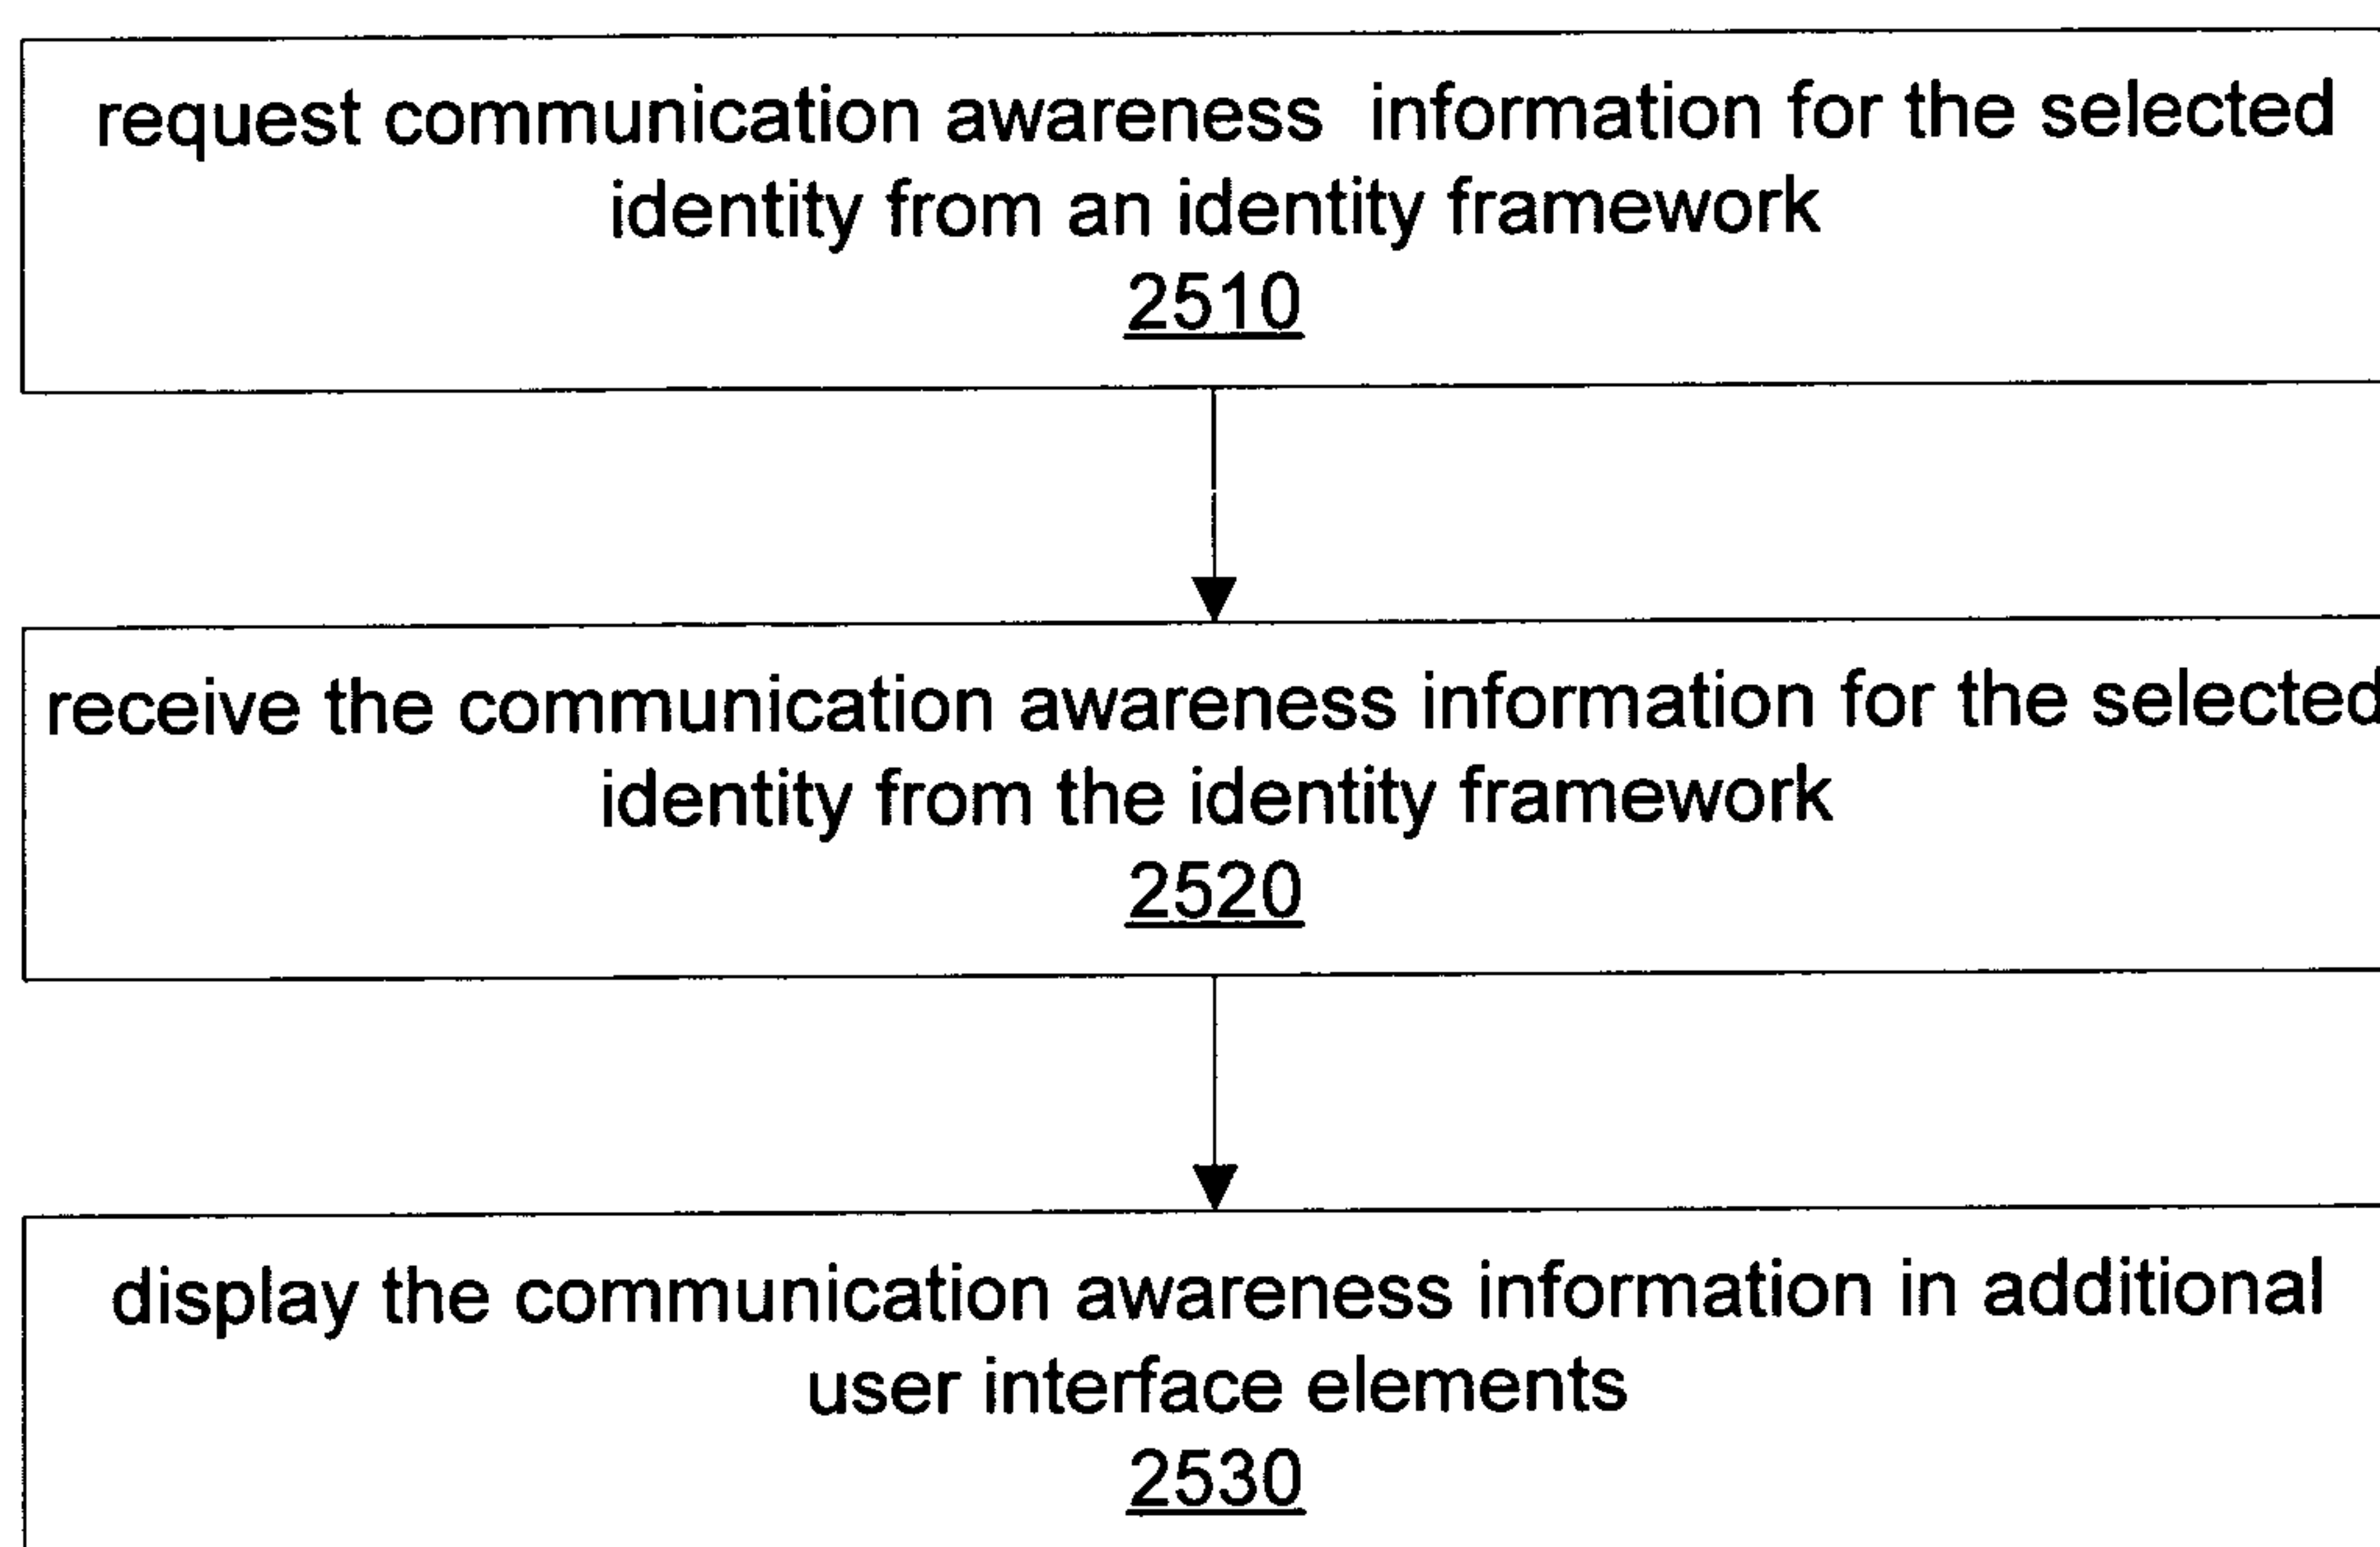 request communication awareness information for the selected
identity from an identity framework
2510
receive the communication awareness information for the selected
identity from the identity framework
2520
display the communication awareness information in additional
user interface elements
2530